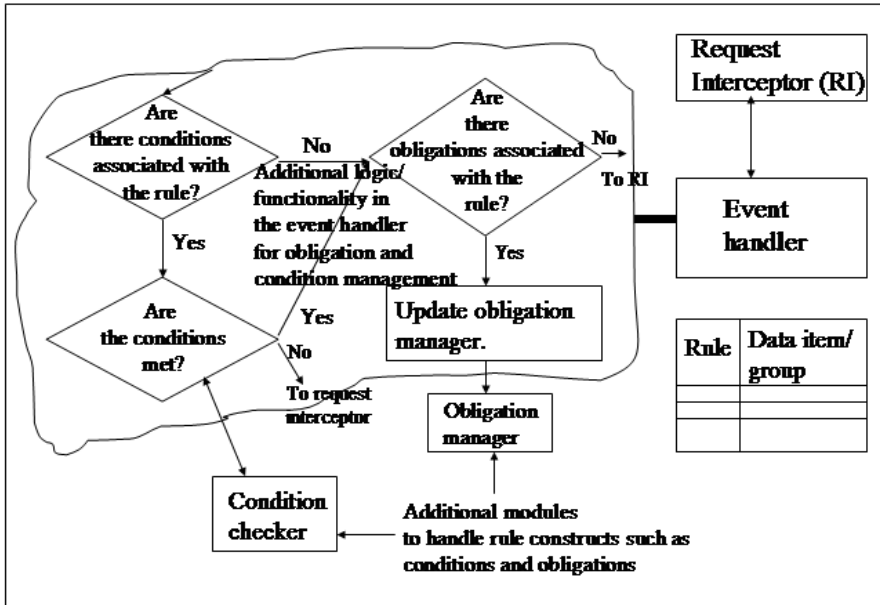 Are
there conditions
associated with
the rule?
No
Yes
Additional logic/
functionality in
the event handler
for obligation and
condition management
Are
there
obligations associated
with the
rule?
No
To RI
Yes
Update obligation
manager.
Are
the conditions
met?
Yes
No
To request
interceptor
Obligation
manager
Condition
checker
Additional modules
to handle rule constructs such as
conditions and obligations
Request
Interceptor (RI)
Event
handler
Rule
Data item/
group